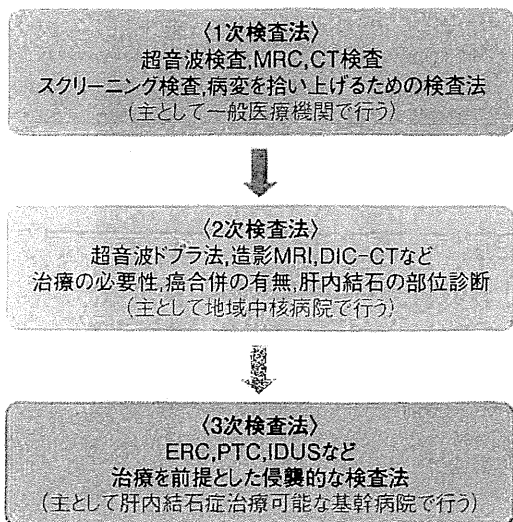 〈1次検査法〉
超音波検査,MRC,CT検査
スクリーニング検査,病変を拾い上げるための検査法
(主として一般医療機関で行う)
〈2次検査法〉
超音波ドプラ法,造影MRI,DIC-CTなど
治療の必要性,癌合併の有無,肝内結石の部位診断
(主として地域中核病院で行う)
〈3次検査法〉
ERC,PTC,IDUSなど
治療を前提とした侵襲的な検査法
(主として肝内結石症治療可能な基幹病院で行う)